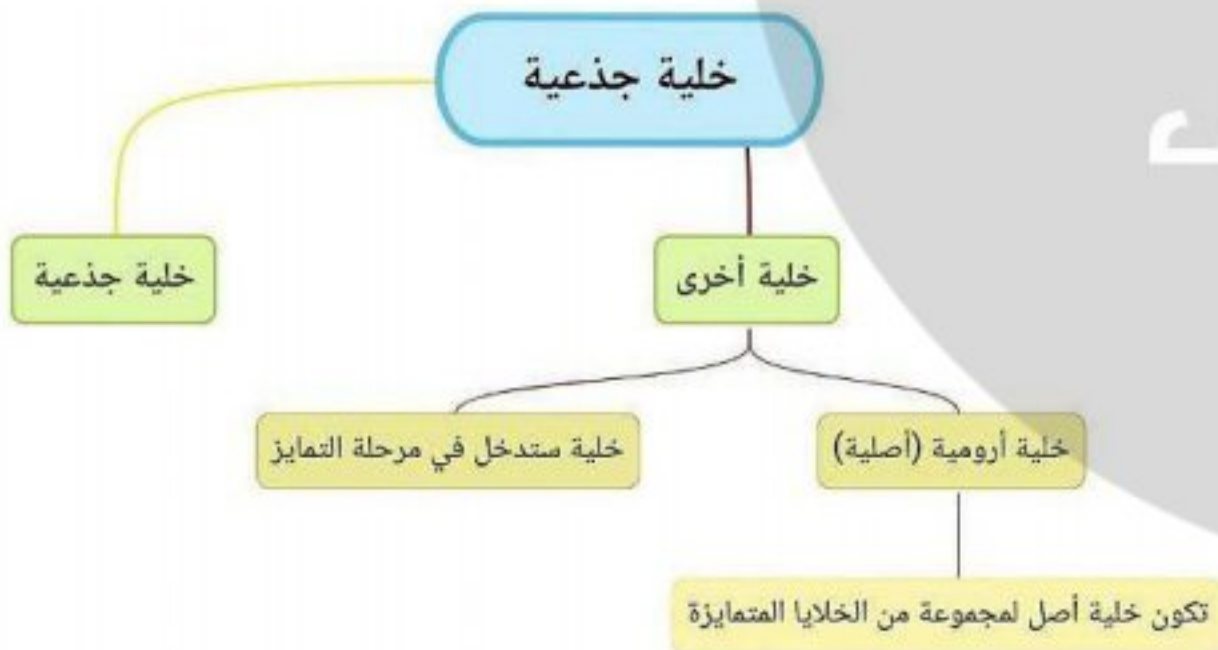 خلية جذعية
خلية أخرى
خلية جذعية
خلية أرومية (أصلية)
خلية ستدخل في مرحلة التمايز
تكون خلية أصل لمجموعة من الخلايا المتمايزة